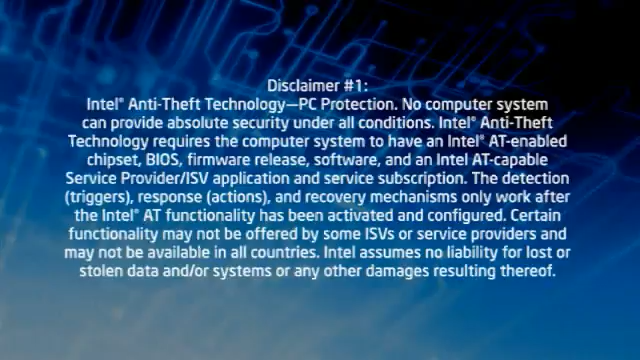 Disclaimer #1:
Intel® Anti-Theft Technology—PC Protection. No computer system
can provide absolute security under all conditions. Intel® Anti-Theft
Technology requires the computer system to have an Intel® AT-enabled
chipset, BIOS, firmware release, software, and an Intel AT-capable
Service Provider/ISV application and service subscription. The detection
(triggers), response (actions), and recovery mechanisms only work after
the Intel® AT functionality has been activated and configured. Certain
functionality may not be offered by some ISVs or service providers and
may not be available in all countries. Intel assumes no liability for lost or
stolen data and/or systems or any other damages resulting thereof.